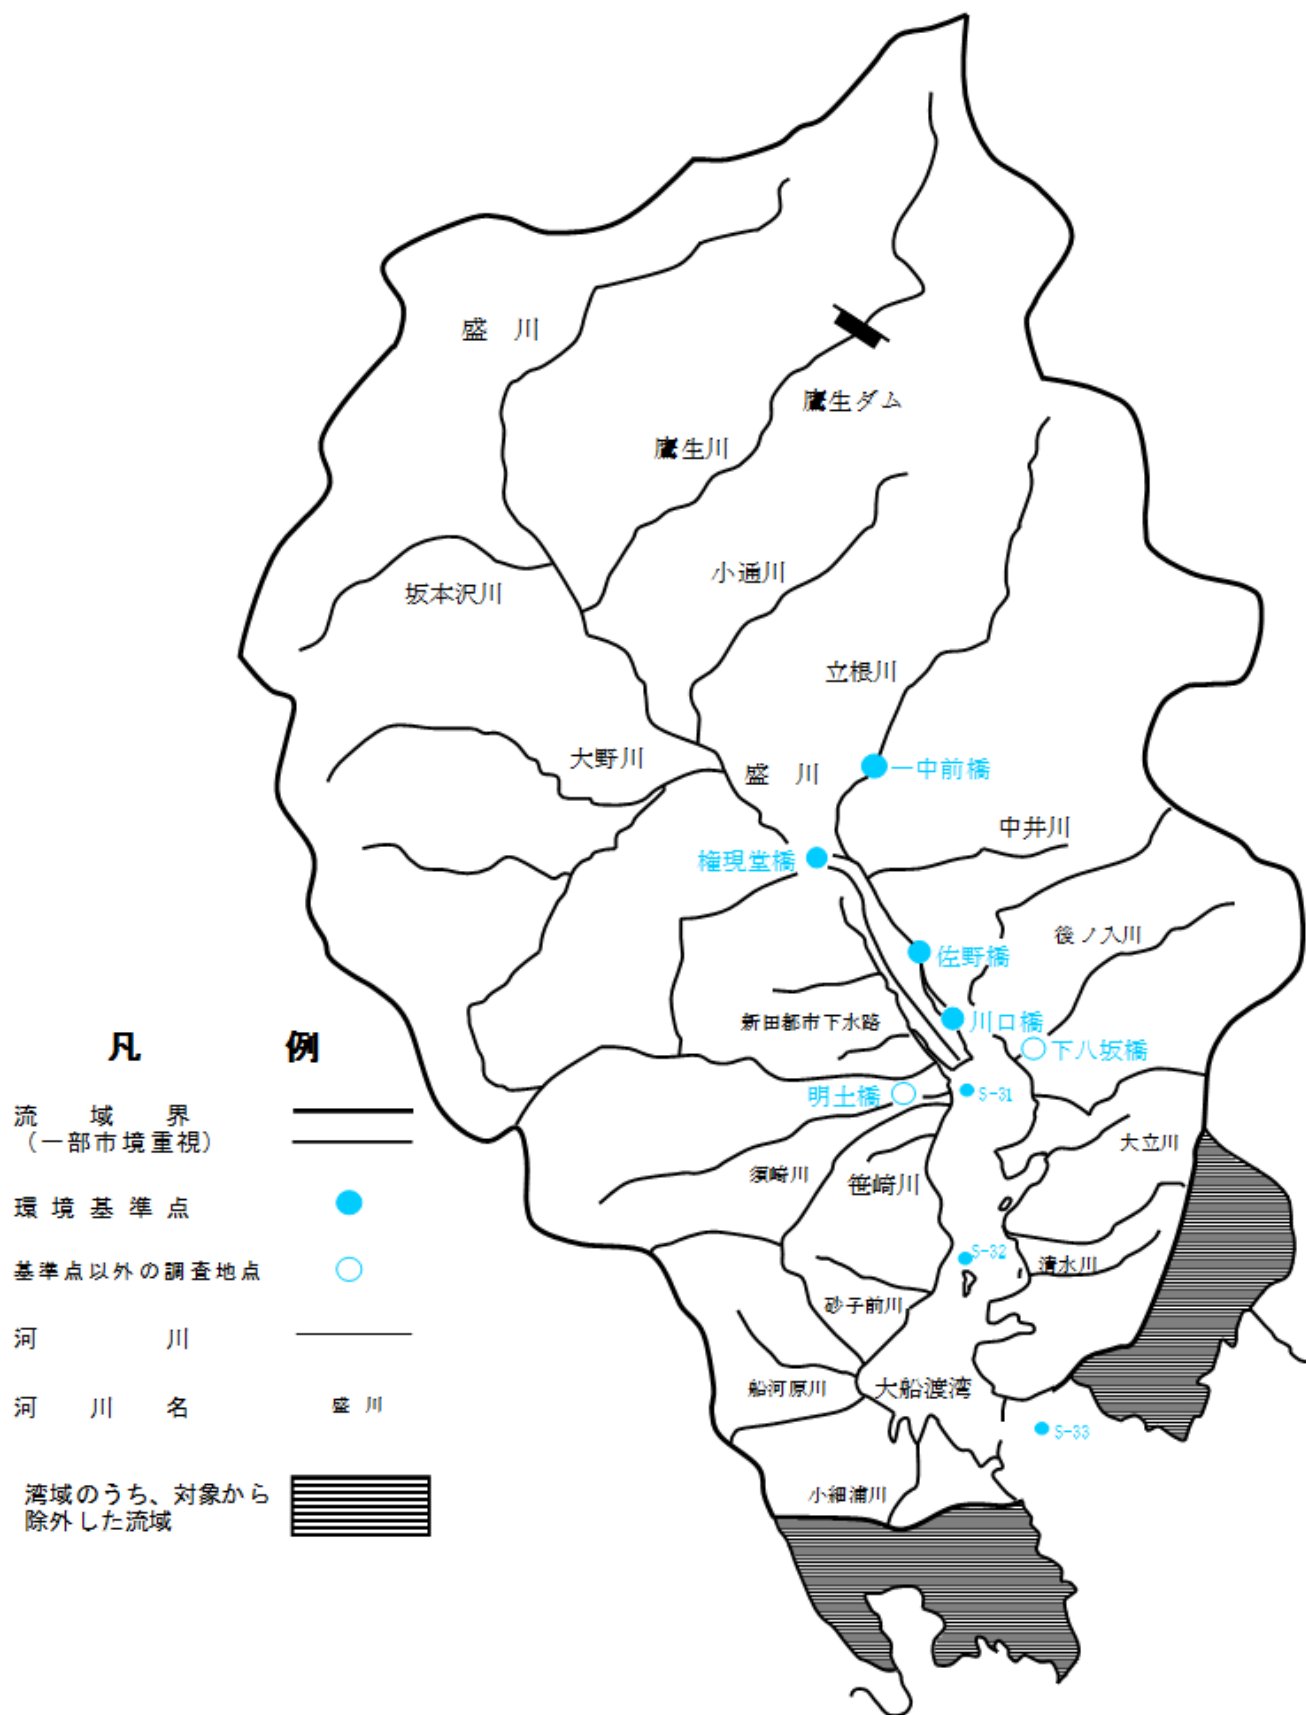 盛 川
鷹生ダム
鷹生川
小通川
坂本沢川
立根川
大野川
盛 川
一中前橋
中井川
権現堂橋
後ノ入川
佐野橋
新田都市下水路
川口橋
下八坂橋
明土橋
S-31
大立川
須崎川
笹崎川
S-32
清水川
砂子前川
船河原川
大船渡湾
S-33
小細浦川
凡 例
流 域 界
(一部市境重視)
環 境 基 準 点
基準点以外の調査地点
河 川
河 川 名
盛 川
湾域のうち、対象から
除外した流域